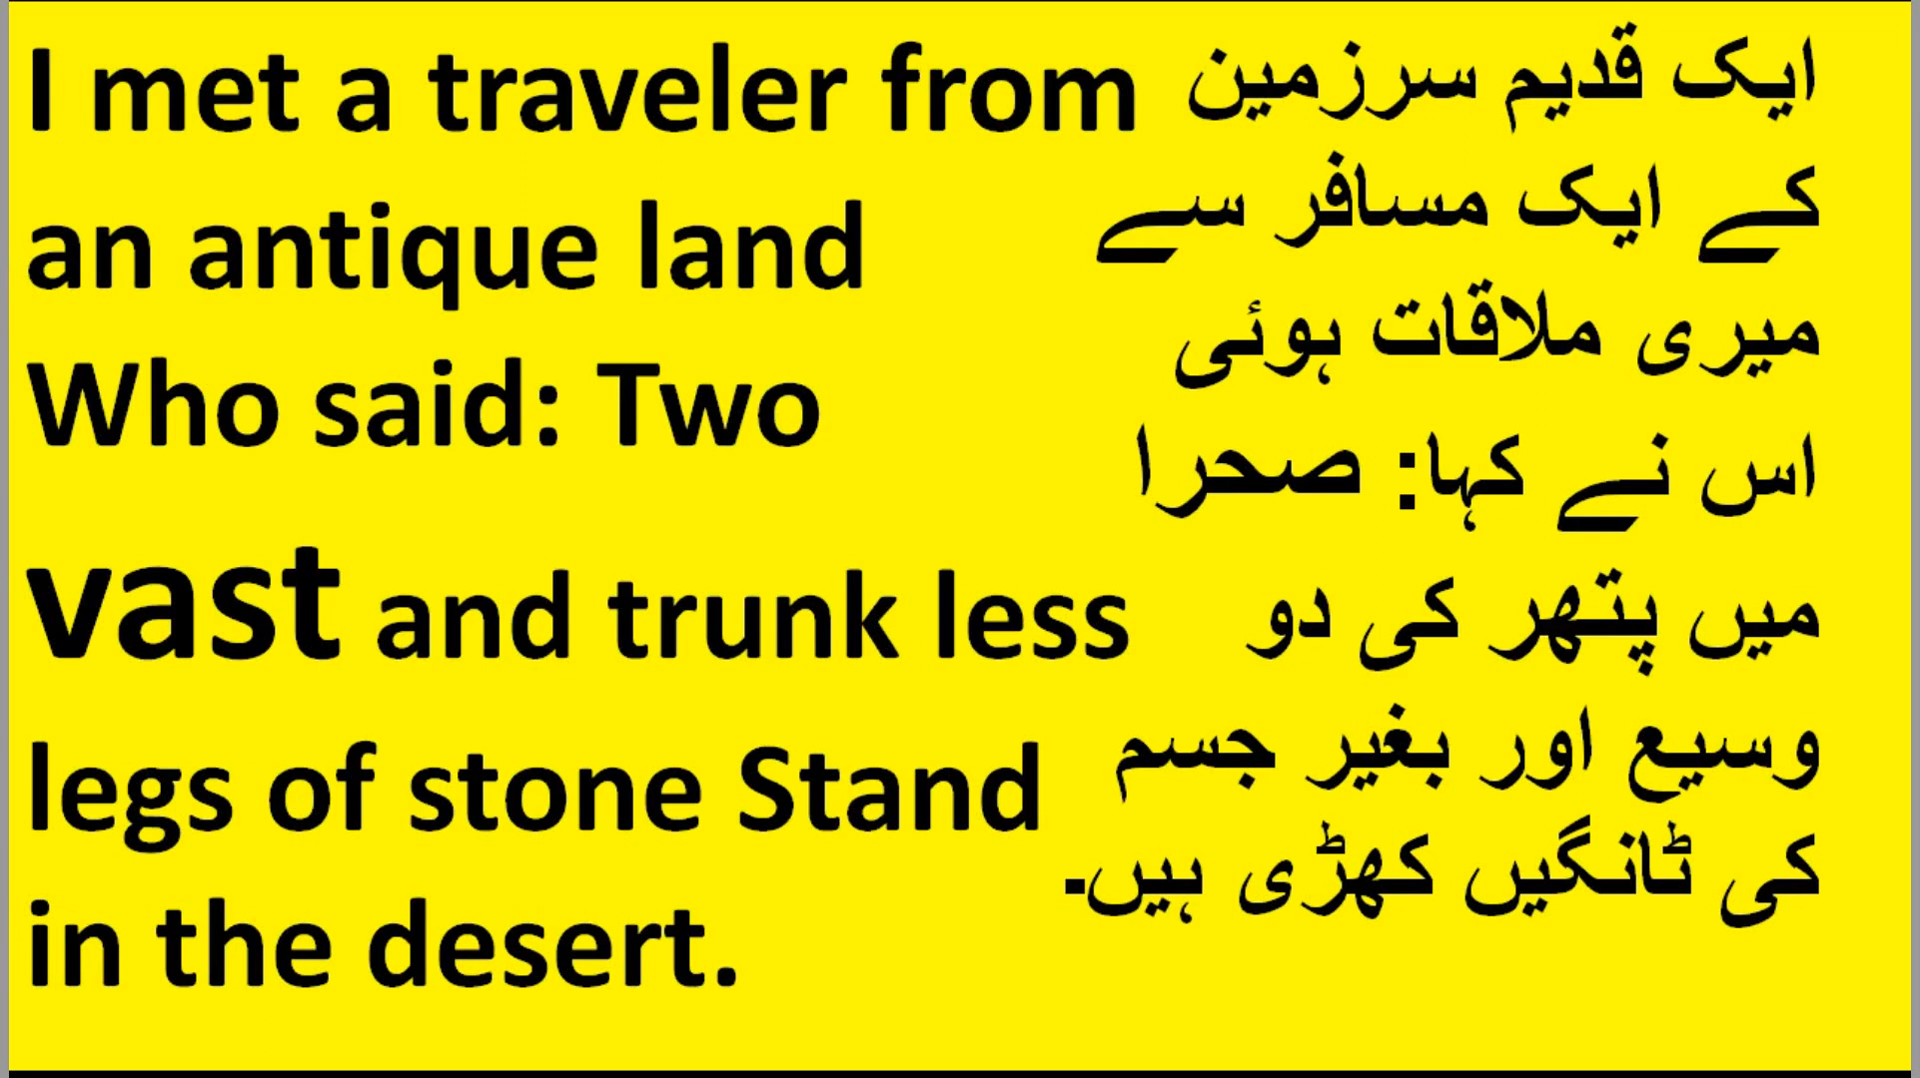 I met a traveler from
an antique land
Who said: Two
vast and trunk less
legs of stone Stand
in the desert.
ایک قدیم سرزمین
کے ایک مسافر سے
میری ملاقات ہوئی
اس نے کہا: صحرا
میں پتھر کی دو
وسیع اور بغیر جسم
کی ٹانگیں کھڑی ہیں۔